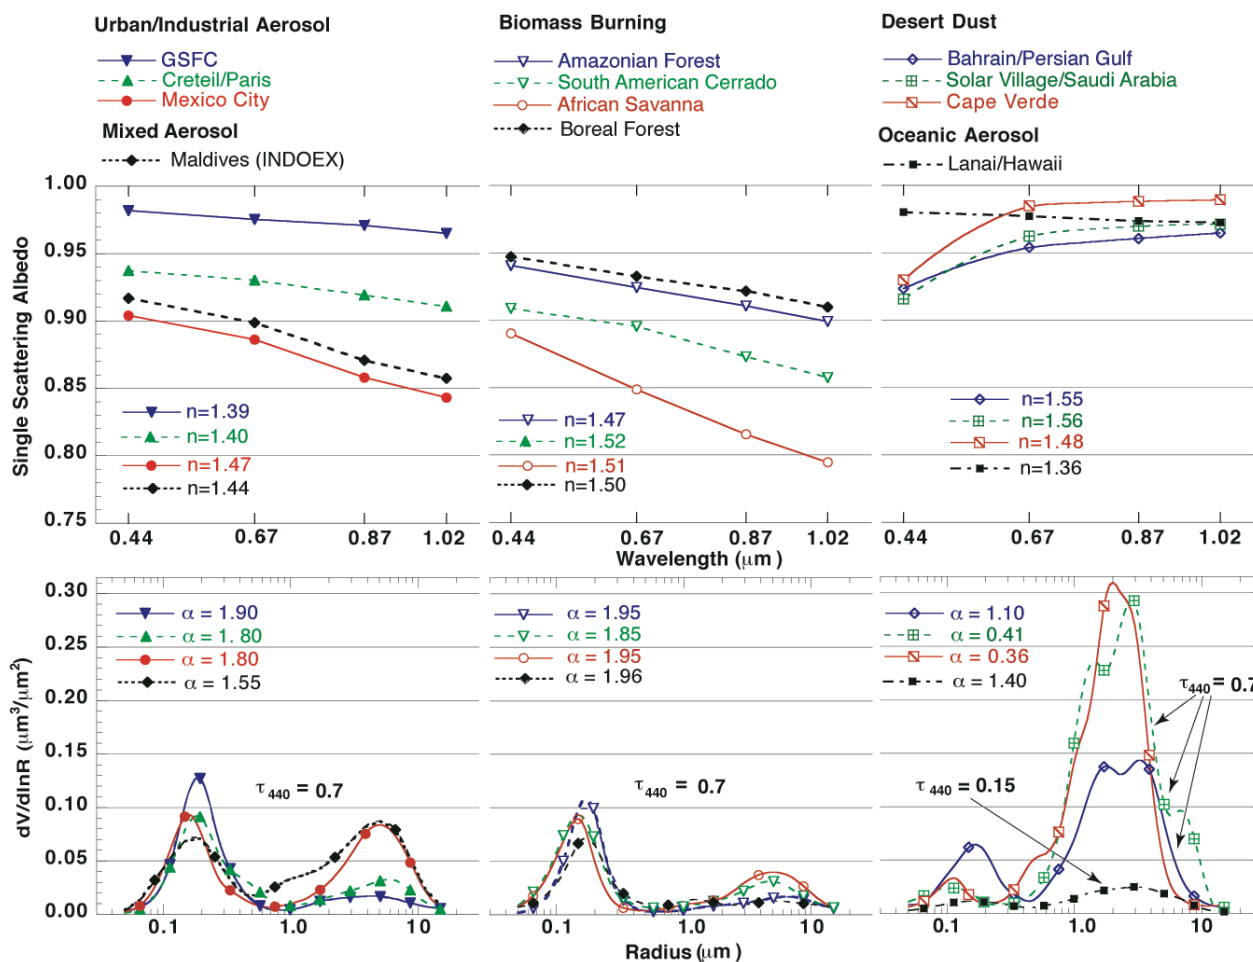 Urban/Industrial Aerosol
GSFC
Creteil/Paris
Mexico City
Mixed Aerosol
Maldives (INDOEX)
Biomass Burning
Amazonian Forest
South American Cerrado
African Savanna
Boreal Forest
Desert Dust
Bahrain/Persian Gulf
Solar Village/Saudi Arabia
Cape Verde
Oceanic Aerosol
Lanai/Hawaii
Single Scattering Albedo
1.00
0.95
0.90
0.85
0.80
0.75
n=1.39
n=1.40
n=1.47
n=1.44
n=1.47
n=1.52
n=1.51
n=1.50
n=1.55
n=1.56
n=1.48
n=1.36
0.44 0.67 0.87 1.02
0.44 0.67 0.87 1.02
0.44 0.67 0.87 1.02
Wavelength (μm )
dV/dlnR (μm³/μm²)
0.30
0.25
0.20
0.15
0.10
0.05
0.00
α = 1.90
α = 1. 80
α = 1.80
α = 1.55
τ440 = 0.7
α = 1.95
α = 1.85
α = 1.95
α = 1.96
τ440 = 0.7
α = 1.10
α = 0.41
α = 0.36
α = 1.40
τ440 = 0.7
τ440 = 0.15
0.1 1.0 10
0.1 1.0 10
0.1 1.0 10
Radius (μm)